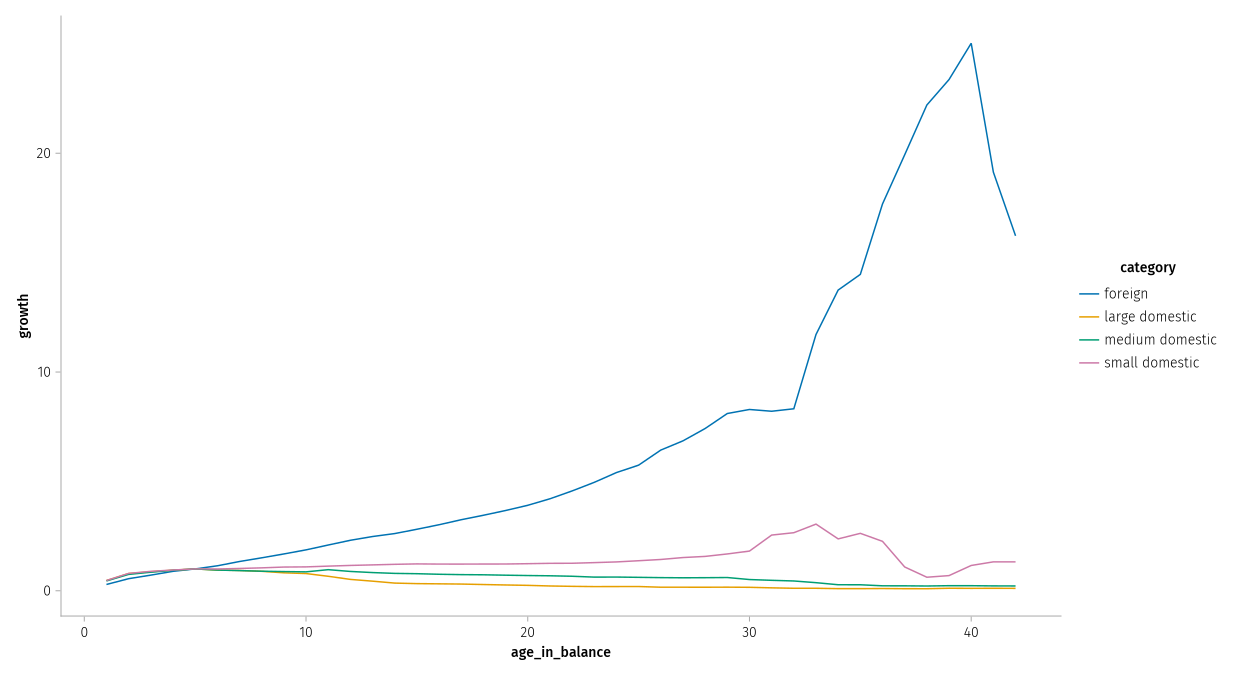 growth
20
10
0
0
10
20
30
40
age_in_balance
category
foreign
large domestic
medium domestic
small domestic